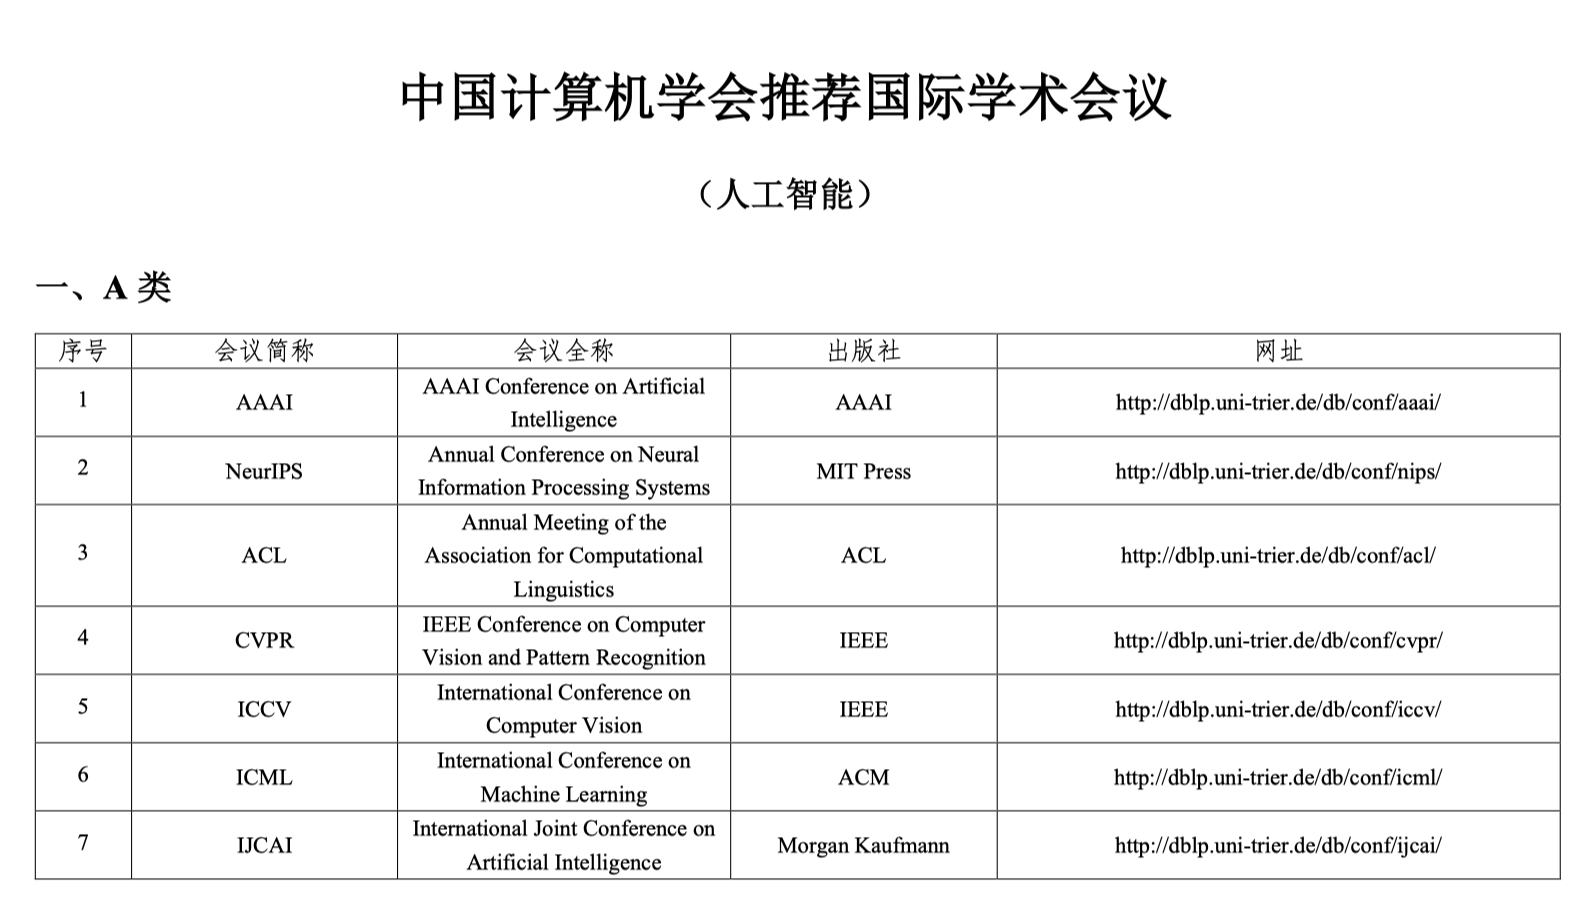 中国计算机学会推荐国际学术会议
（人工智能）
一、A 类
序号 会议简称 会议全称 出版社 网址
1 AAAI AAAI Conference on Artificial
Intelligence AAAI http://dblp.uni-trier.de/db/conf/aaai/
2 NeurIPS Annual Conference on Neural
Information Processing Systems MIT Press http://dblp.uni-trier.de/db/conf/nips/
3 ACL Annual Meeting of the
Association for Computational
Linguistics ACL http://dblp.uni-trier.de/db/conf/acl/
4 CVPR IEEE Conference on Computer
Vision and Pattern Recognition IEEE http://dblp.uni-trier.de/db/conf/cvpr/
5 ICCV International Conference on
Computer Vision IEEE http://dblp.uni-trier.de/db/conf/iccv/
6 ICML International Conference on
Machine Learning ACM http://dblp.uni-trier.de/db/conf/icml/
7 IJCAI International Joint Conference on
Artificial Intelligence Morgan Kaufmann http://dblp.uni-trier.de/db/conf/ijcai/